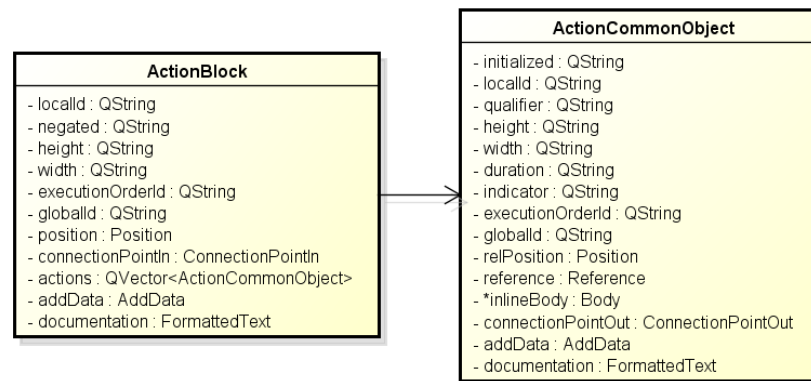 ActionBlock
- localId : QString
- negated : QString
- height : QString
- width : QString
- executionOrderId : QString
- globalId : QString
- position : Position
- connectionPointIn : ConnectionPointIn
- actions : QVector<ActionCommonObject>
- addData : AddData
- documentation : FormattedText
ActionCommonObject
- initialized : QString
- localId : QString
- qualifier : QString
- height : QString
- width : QString
- duration : QString
- indicator : QString
- executionOrderId : QString
- globalId : QString
- relPosition : Position
- reference : Reference
- *inlineBody : Body
- connectionPointOut : ConnectionPointOut
- addData : AddData
- documentation : FormattedText